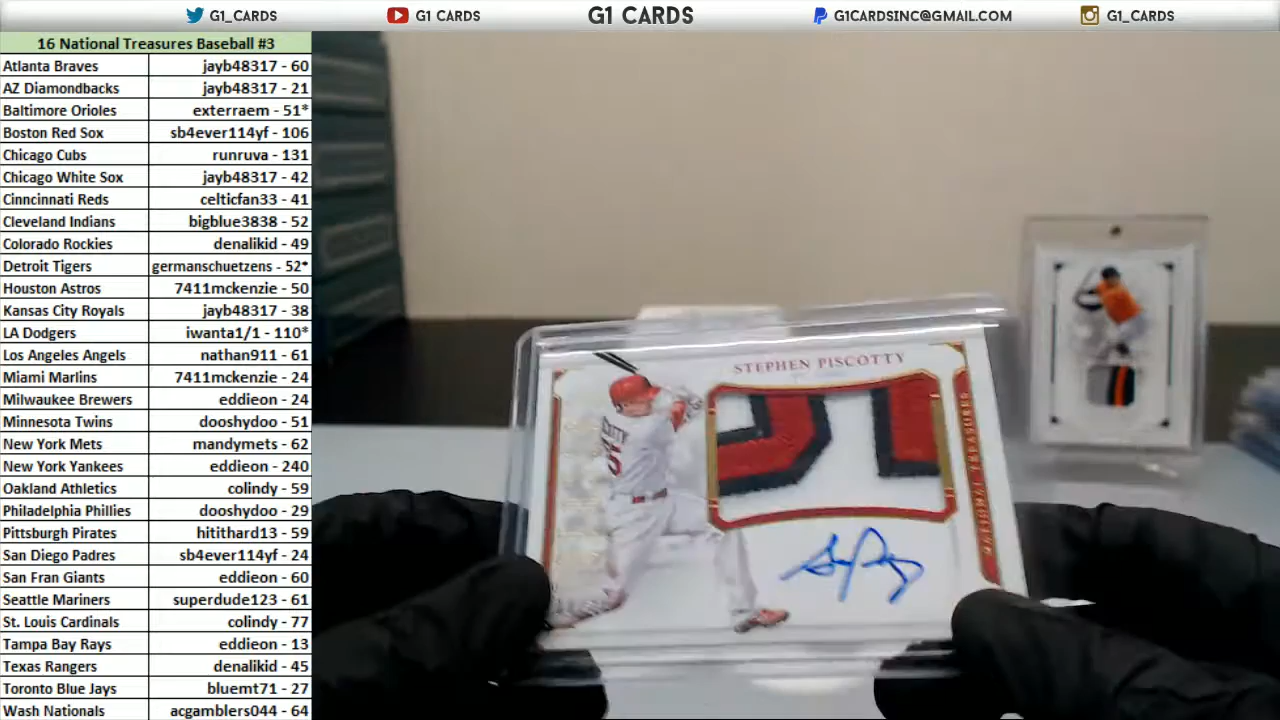 G1_CARDS
G1 CARDS
G1 CARDS
G1CARDSINC@GMAIL.COM
G1_CARDS
16 National Treasures Baseball #3
Atlanta Braves jayb48317 - 60
AZ Diamondbacks jayb48317 - 21
Baltimore Orioles exterraem - 51*
Boston Red Sox sb4ever114yf - 106
Chicago Cubs runruva - 131
Chicago White Sox jayb48317 - 42
Cinncinnati Reds celticfan33 - 41
Cleveland Indians bigblue3838 - 52
Colorado Rockies denalikid - 49
Detroit Tigers germanschuetzens - 52*
Houston Astros 7411mckenzie - 50
Kansas City Royals jayb48317 - 38
LA Dodgers iwanta1/1 - 110*
Los Angeles Angels nathan911 - 61
Miami Marlins 7411mckenzie - 24
Milwaukee Brewers eddieon - 24
Minnesota Twins dooshydoo - 51
New York Mets mandymets - 62
New York Yankees eddieon - 240
Oakland Athletics colindy - 59
Philadelphia Phillies dooshydoo - 29
Pittsburgh Pirates hitithard13 - 59
San Diego Padres sb4ever114yf - 24
San Fran Giants eddieon - 60
Seattle Mariners superdude123 - 61
St. Louis Cardinals colindy - 77
Tampa Bay Rays eddieon - 13
Texas Rangers denalikid - 45
Toronto Blue Jays bluemt71 - 27
Wash Nationals acgamblers044 - 64
STEPHEN PISCOTTY
NATIONAL TREASURES